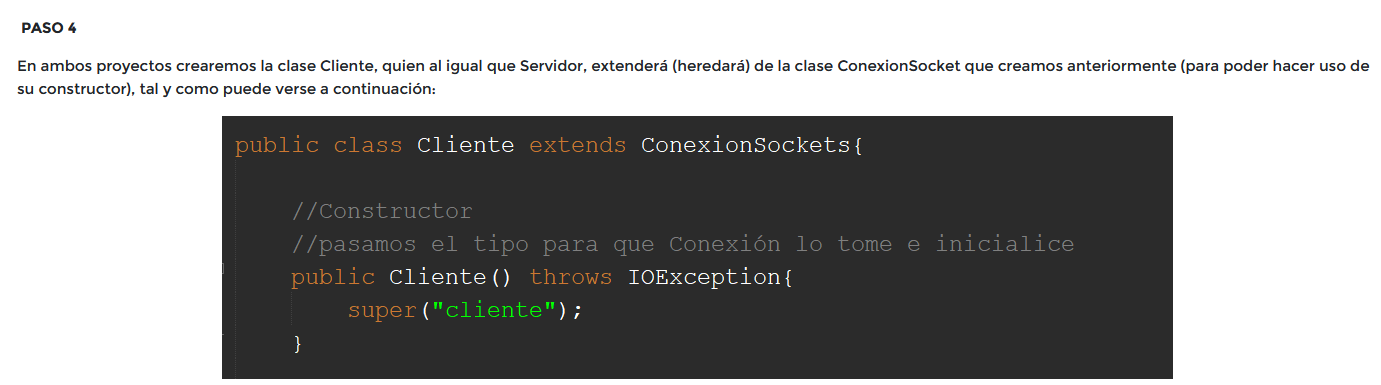 PASO 4
En ambos proyectos crearemos la clase Cliente, quien al igual que Servidor, extenderá (heredará) de la clase ConexionSocket que creamos anteriormente (para poder hacer uso de
su constructor), tal y como puede verse a continuación:
public class Cliente extends ConexionSockets{
//Constructor
//pasamos el tipo para que Conexión lo tome e inicialice
public Cliente() throws IOException{
super("cliente");
}